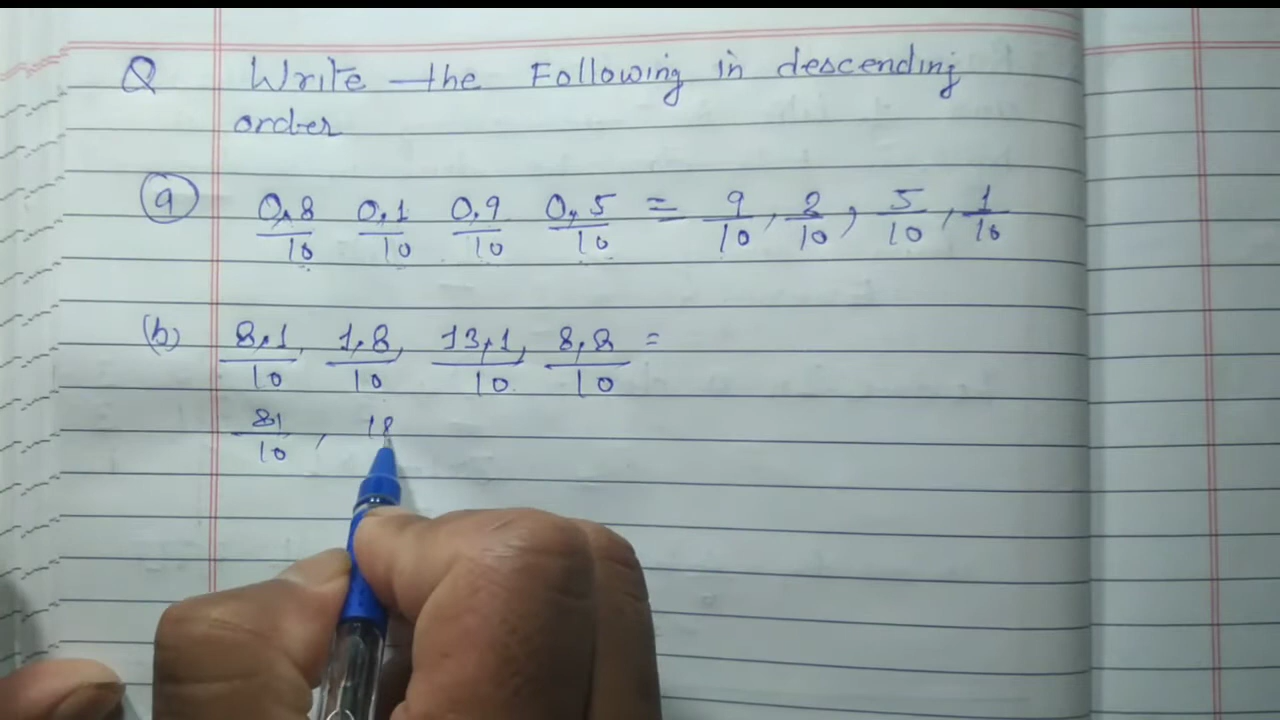 Q Write the Following in descending
order
(a) 0.8/10 0.1/10 0.9/10 0.5/10 = 9/10, 8/10, 5/10, 1/10
(b) 8.1/10, 1.8/10, 13.1/10, 8.8/10 =
81/10, 18